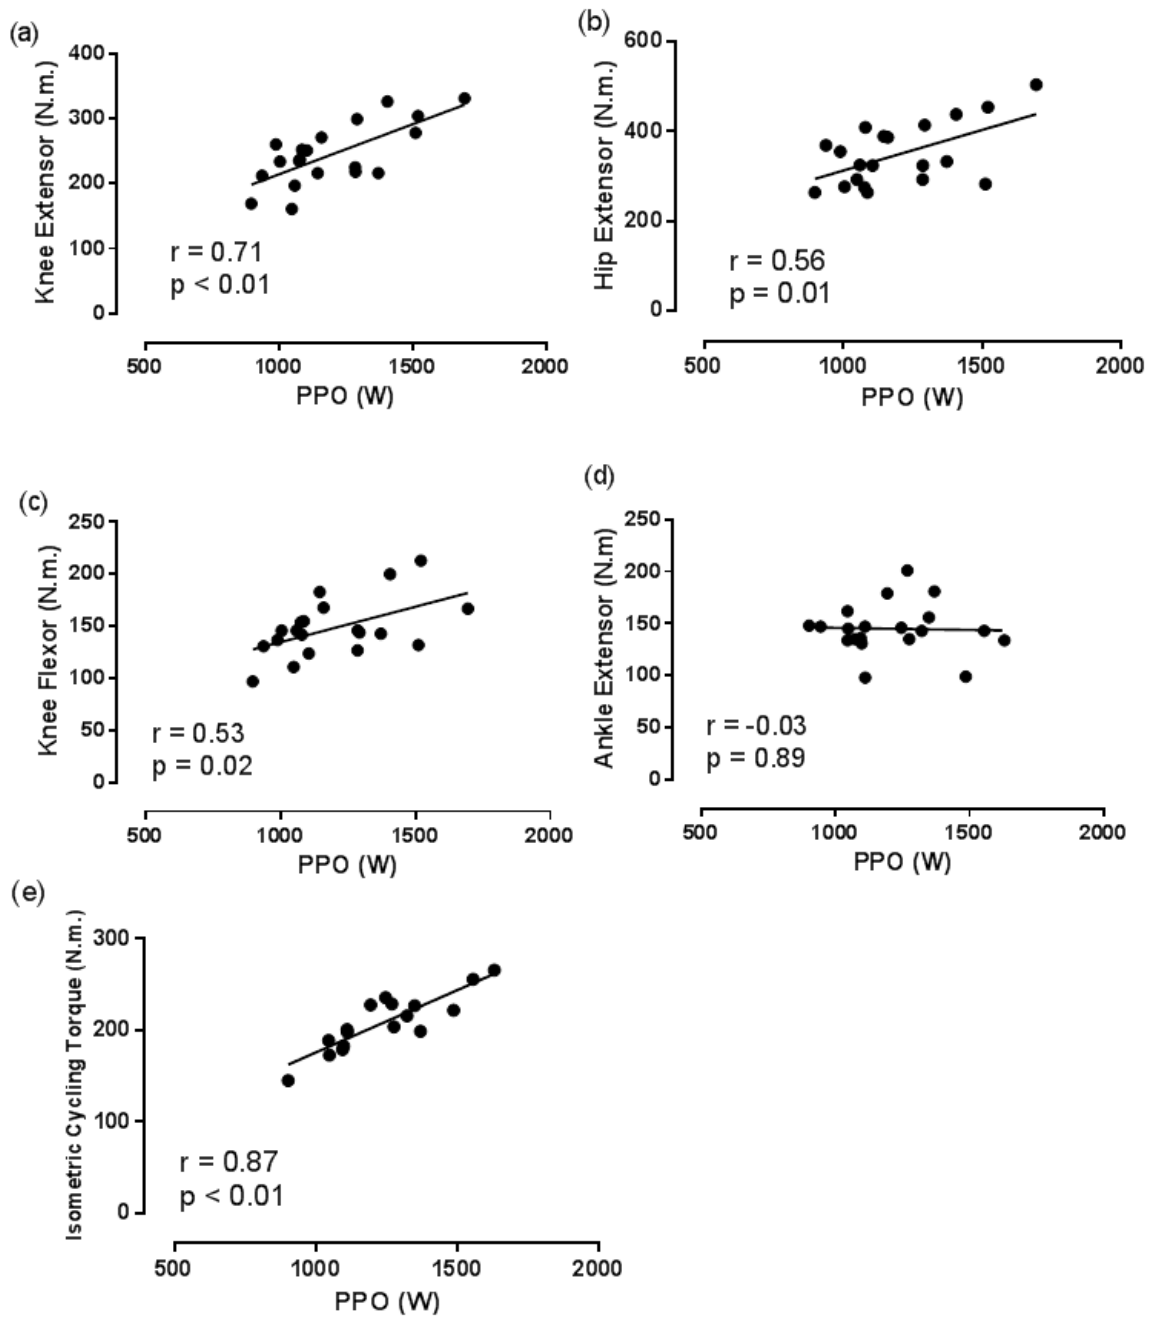 (a)
Knee Extensor (N.m.)
400
300
200
100
0
r = 0.71
p < 0.01
500 1000 1500 2000
PPO (W)
(b)
Hip Extensor (N.m.)
600
400
200
0
r = 0.56
p = 0.01
500 1000 1500 2000
PPO (W)
(c)
Knee Flexor (N.m.)
250
200
150
100
50
0
r = 0.53
p = 0.02
500 1000 1500 2000
PPO (W)
(d)
Ankle Extensor (N.m)
250
200
150
100
50
0
r = -0.03
p = 0.89
500 1000 1500 2000
PPO (W)
(e)
Isometric Cycling Torque (N.m.)
300
200
100
0
r = 0.87
p < 0.01
500 1000 1500 2000
PPO (W)